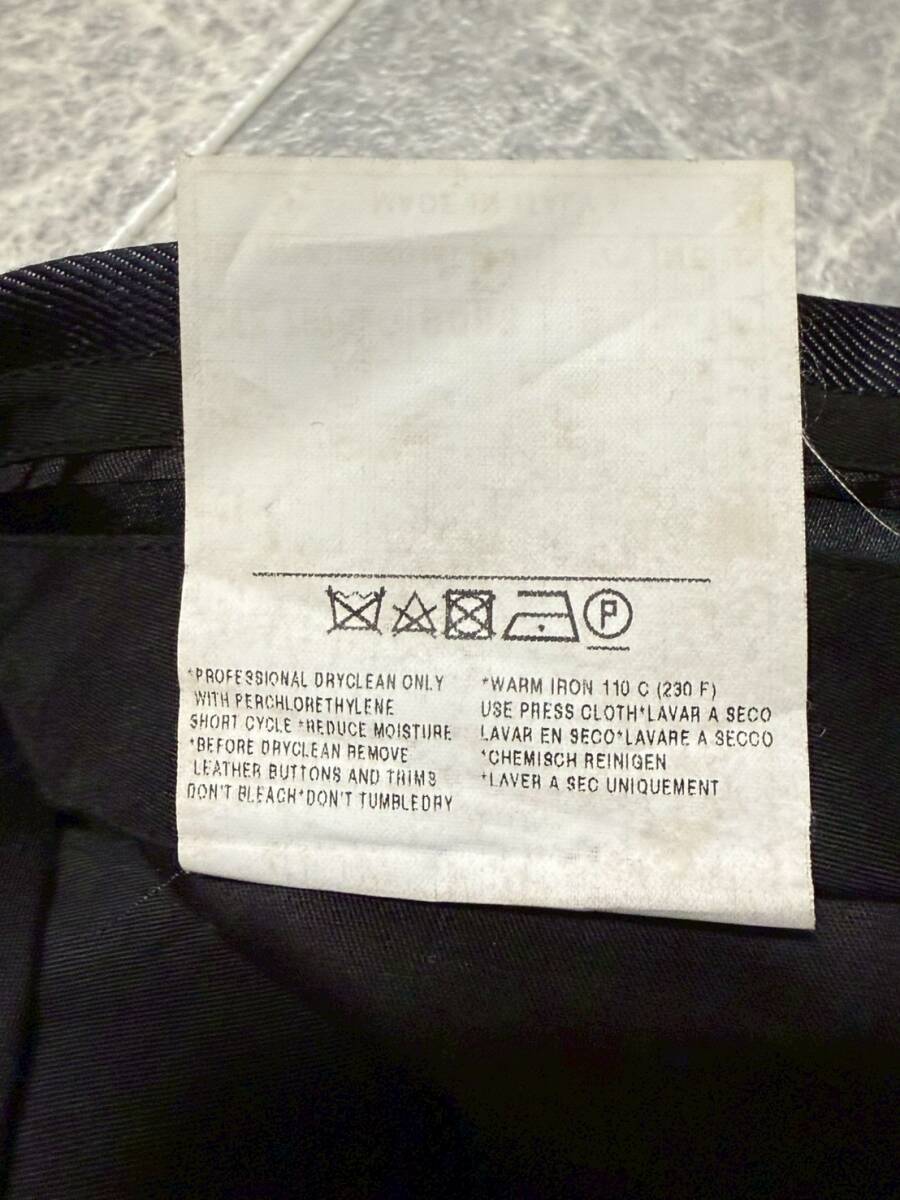 P
*PROFESSIONAL DRYCLEAN ONLY
WITH PERCHLORETHYLENE
SHORT CYCLE *REDUCE MOISTURE
*BEFORE DRYCLEAN REMOVE
LEATHER BUTTONS AND TRIMS
DON'T BLEACH*DON'T TUMBLEDRY
*WARM IRON 110 C (230 F)
USE PRESS CLOTH*LAVAR A SECO
LAVAR EN SECO*LAVARE A SECCO
*CHEMISCH REINIGEN
*LAVER A SEC UNIQUEMENT